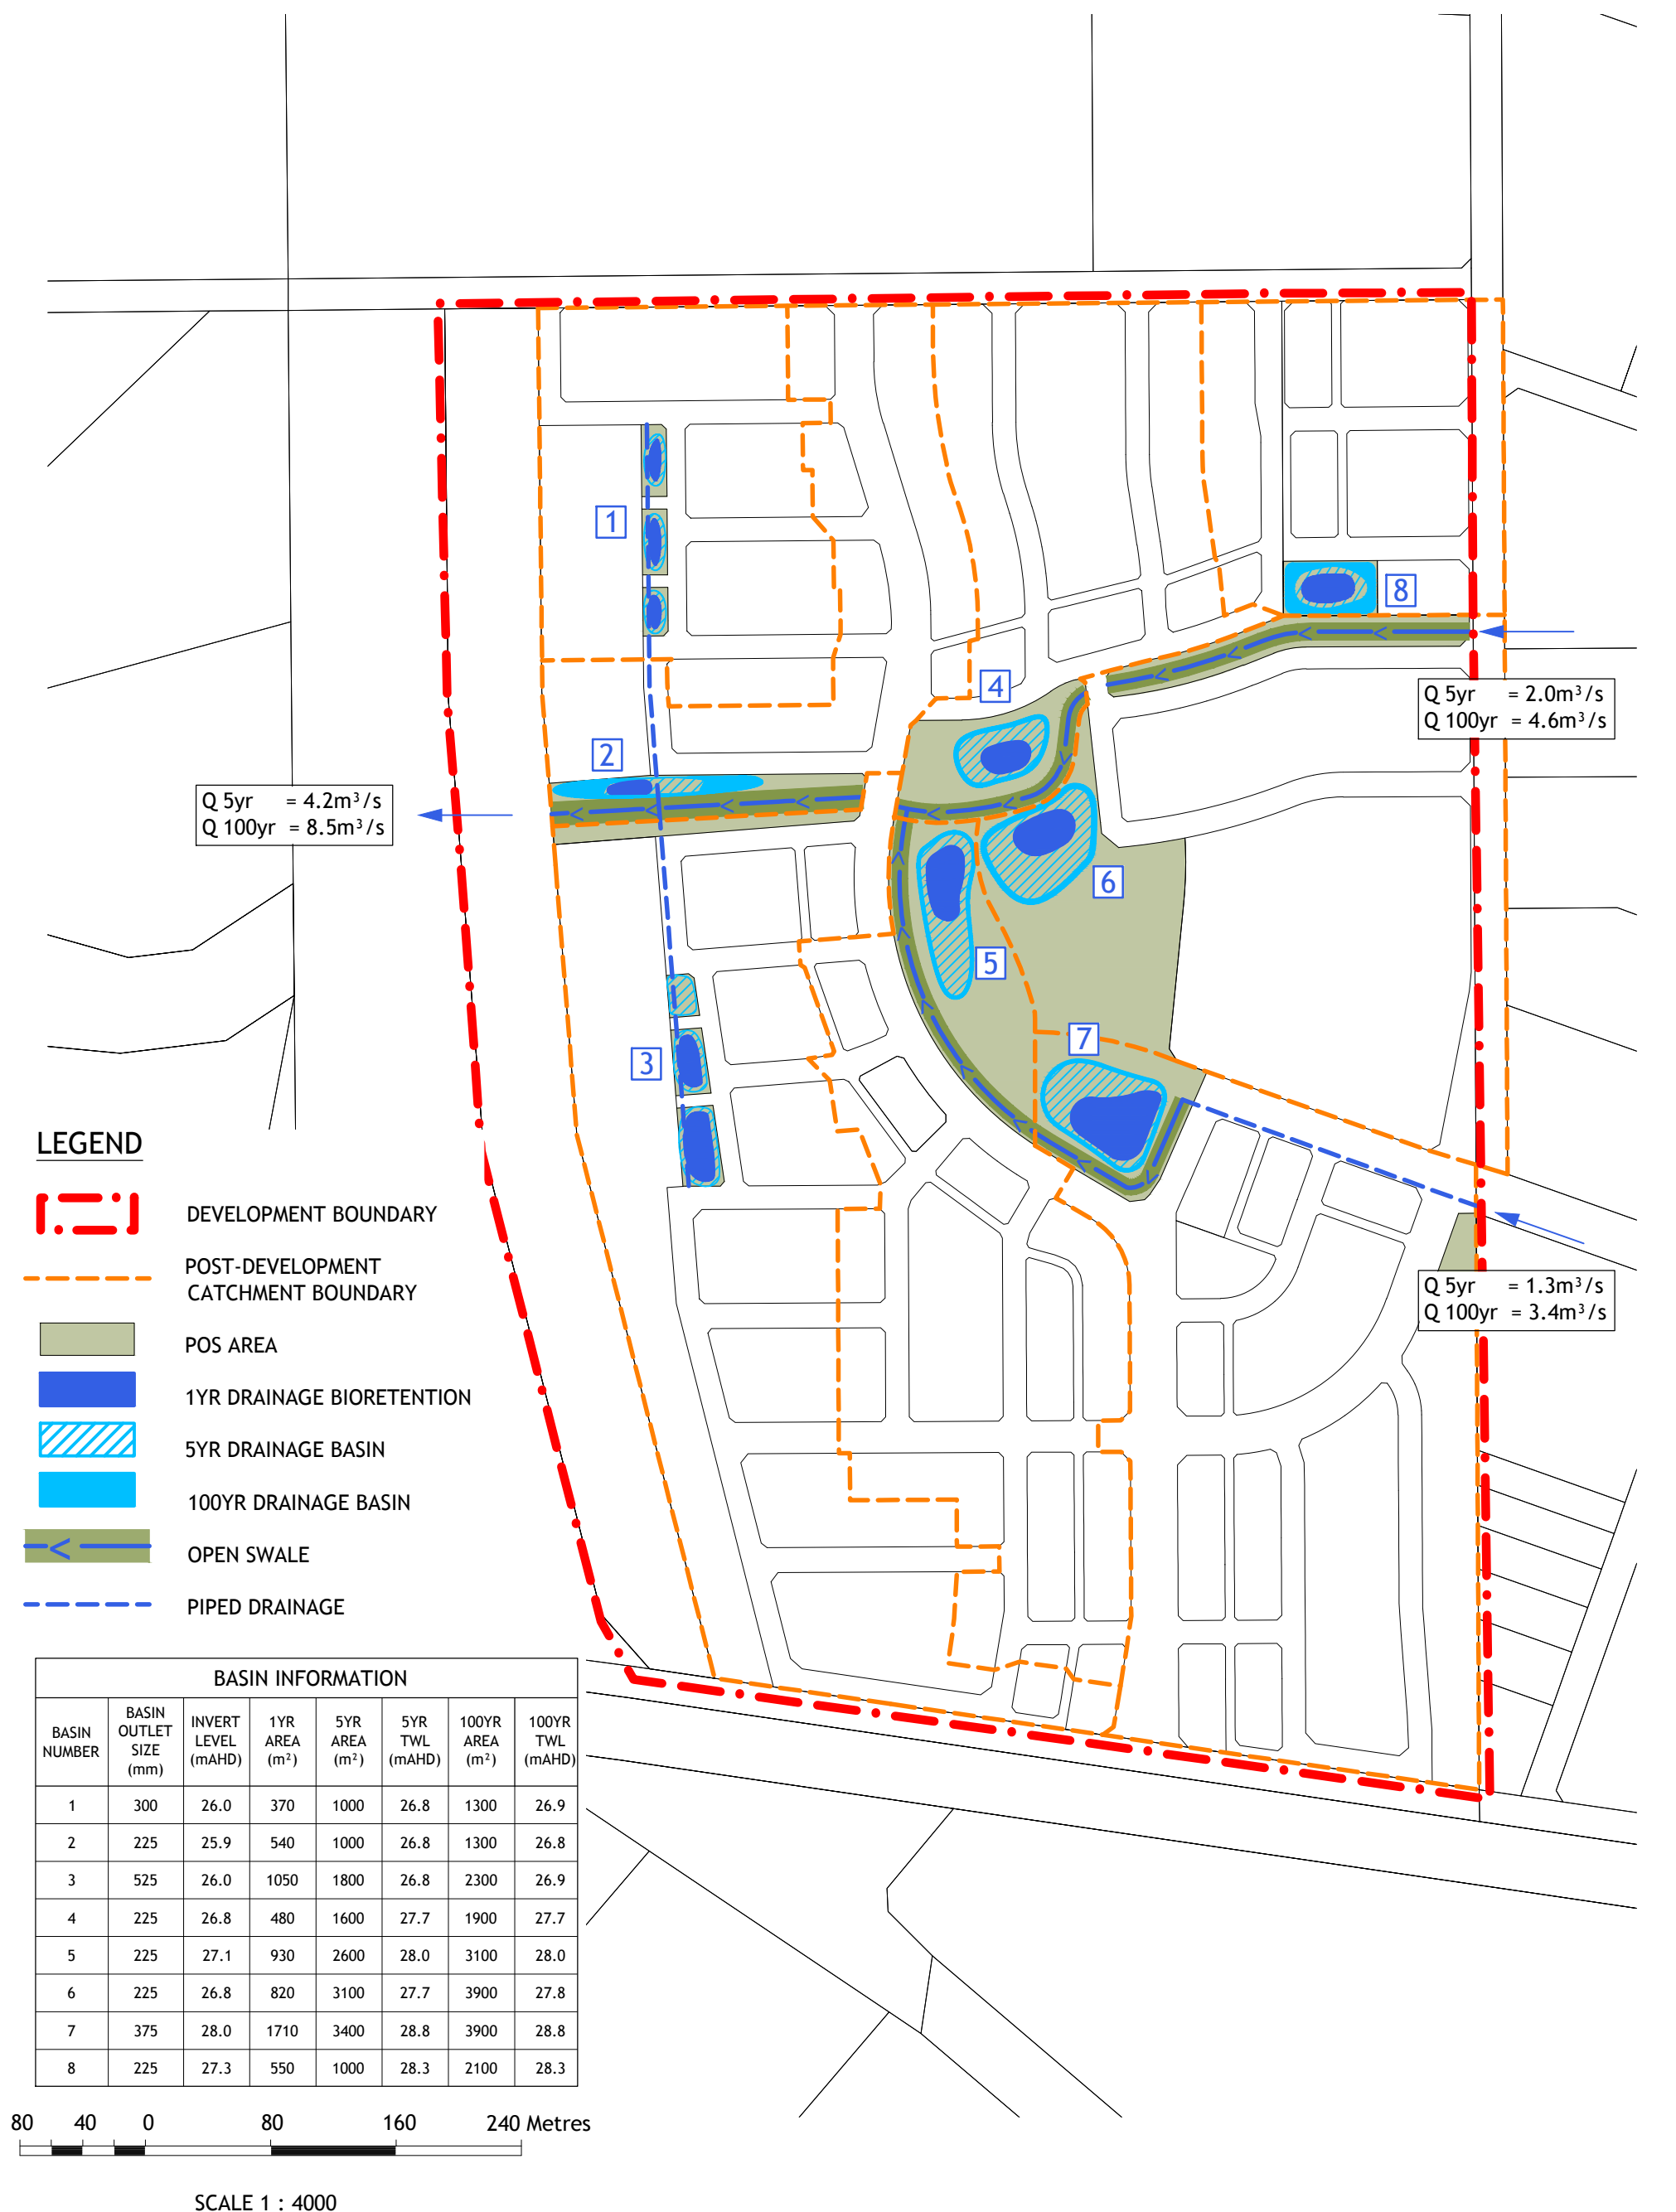 1
8
4
Q 5yr = 2.0m³/s
Q 100yr = 4.6m³/s
2
Q 5yr = 4.2m³/s
Q 100yr = 8.5m³/s
6
5
7
3
Q 5yr = 1.3m³/s
Q 100yr = 3.4m³/s
LEGEND
DEVELOPMENT BOUNDARY
POST-DEVELOPMENT
CATCHMENT BOUNDARY
POS AREA
1YR DRAINAGE BIORETENTION
5YR DRAINAGE BASIN
100YR DRAINAGE BASIN
OPEN SWALE
PIPED DRAINAGE
BASIN INFORMATION
BASIN NUMBER BASIN OUTLET SIZE (mm) INVERT LEVEL (mAHD) 1YR AREA (m²) 5YR AREA (m²) 5YR TWL (mAHD) 100YR AREA (m²) 100YR TWL (mAHD)
1 300 26.0 370 1000 26.8 1300 26.9
2 225 25.9 540 1000 26.8 1300 26.8
3 525 26.0 1050 1800 26.8 2300 26.9
4 225 26.8 480 1600 27.7 1900 27.7
5 225 27.1 930 2600 28.0 3100 28.0
6 225 26.8 820 3100 27.7 3900 27.8
7 375 28.0 1710 3400 28.8 3900 28.8
8 225 27.3 550 1000 28.3 2100 28.3
80 40 0 80 160 240 Metres
SCALE 1 : 4000